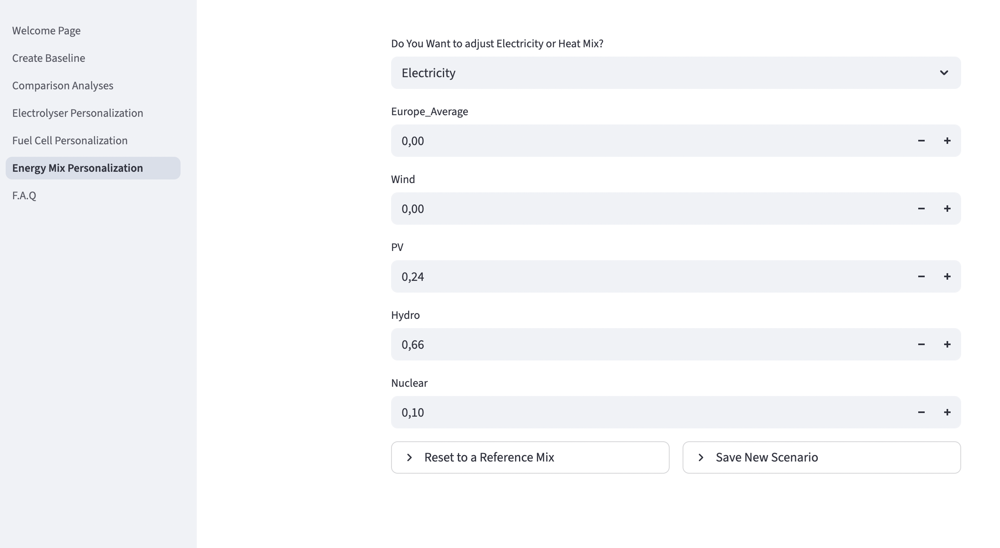 Welcome Page
Create Baseline
Comparison Analyses
Electrolyser Personalization
Fuel Cell Personalization
Energy Mix Personalization
F.A.Q
Do You Want to adjust Electricity or Heat Mix?
Electricity
Europe_Average
0,00
Wind
0,00
PV
0,24
Hydro
0,66
Nuclear
0,10
Reset to a Reference Mix
Save New Scenario